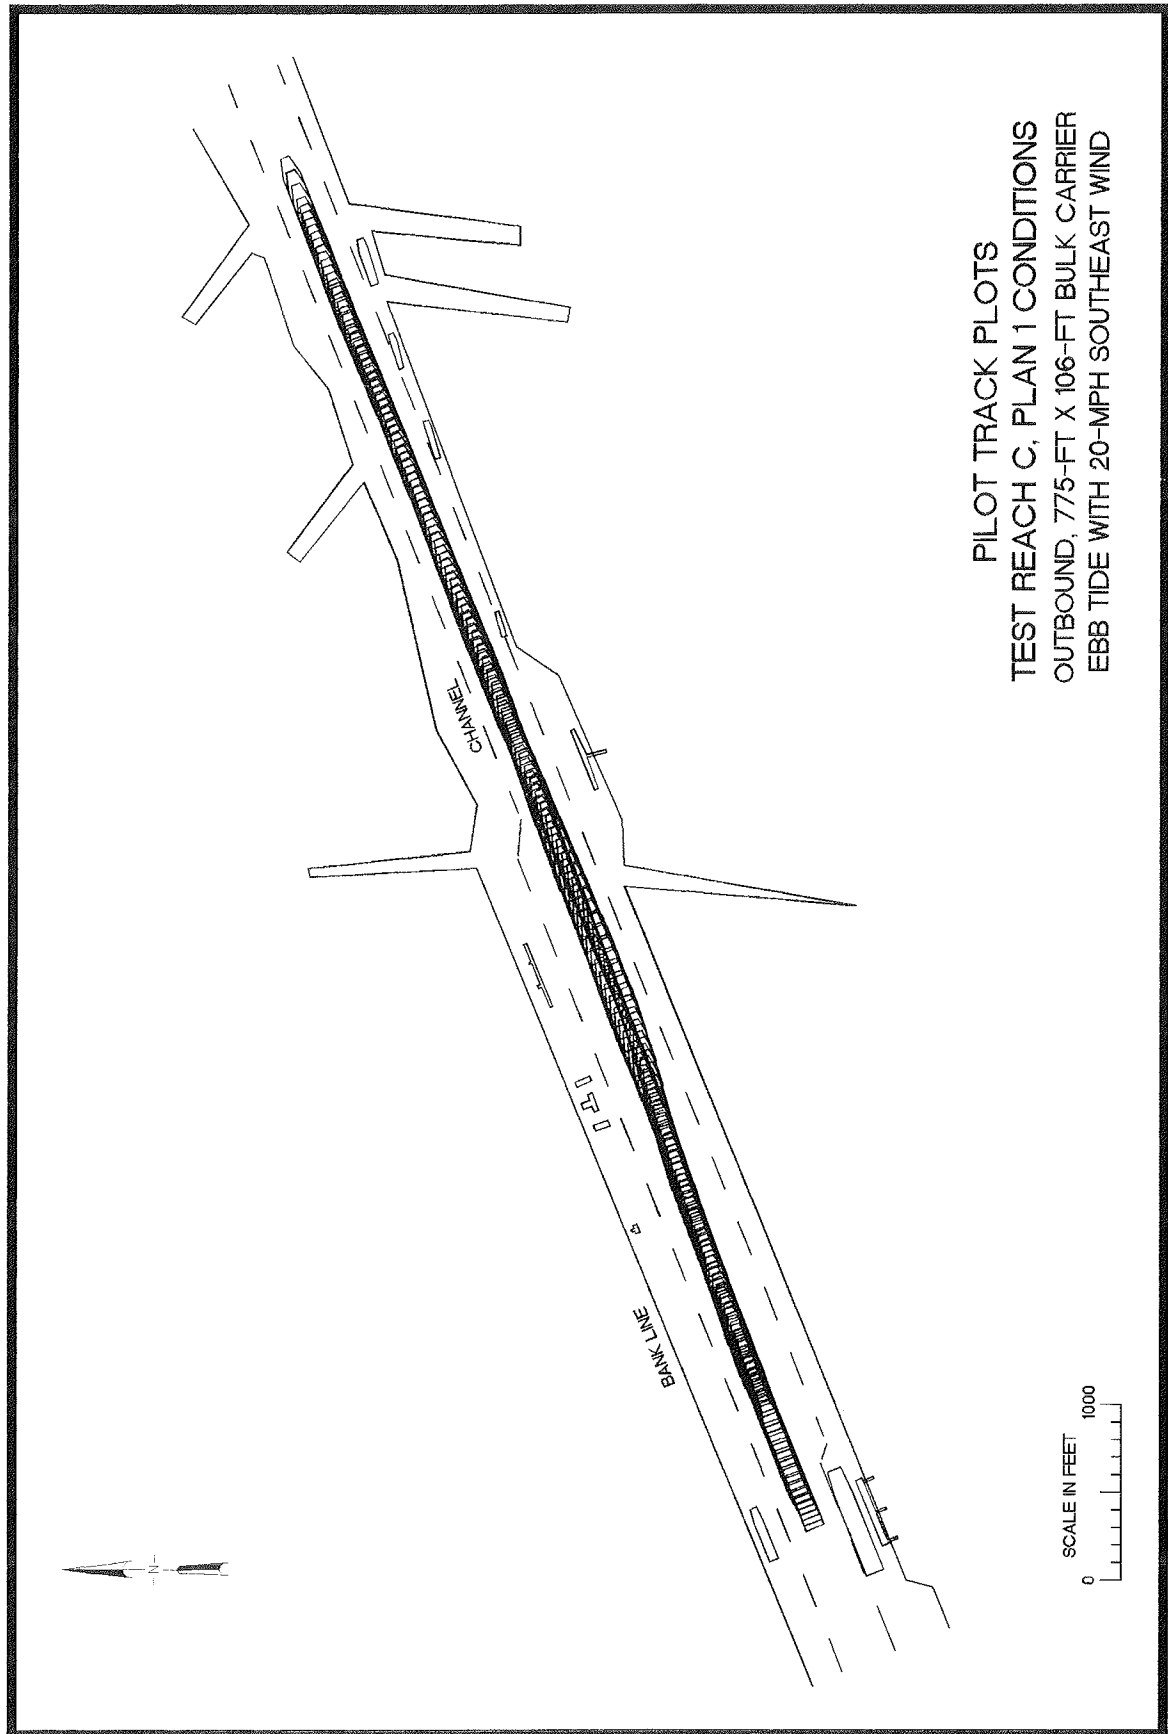 PILOT TRACK PLOTS
TEST REACH C, PLAN 1 CONDITIONS
OUTBOUND, 775-FT X 106-FT BULK CARRIER
EBB TIDE WITH 20-MPH SOUTHEAST WIND
CHANNEL
BANK LINE
-N-
SCALE IN FEET
0 1000